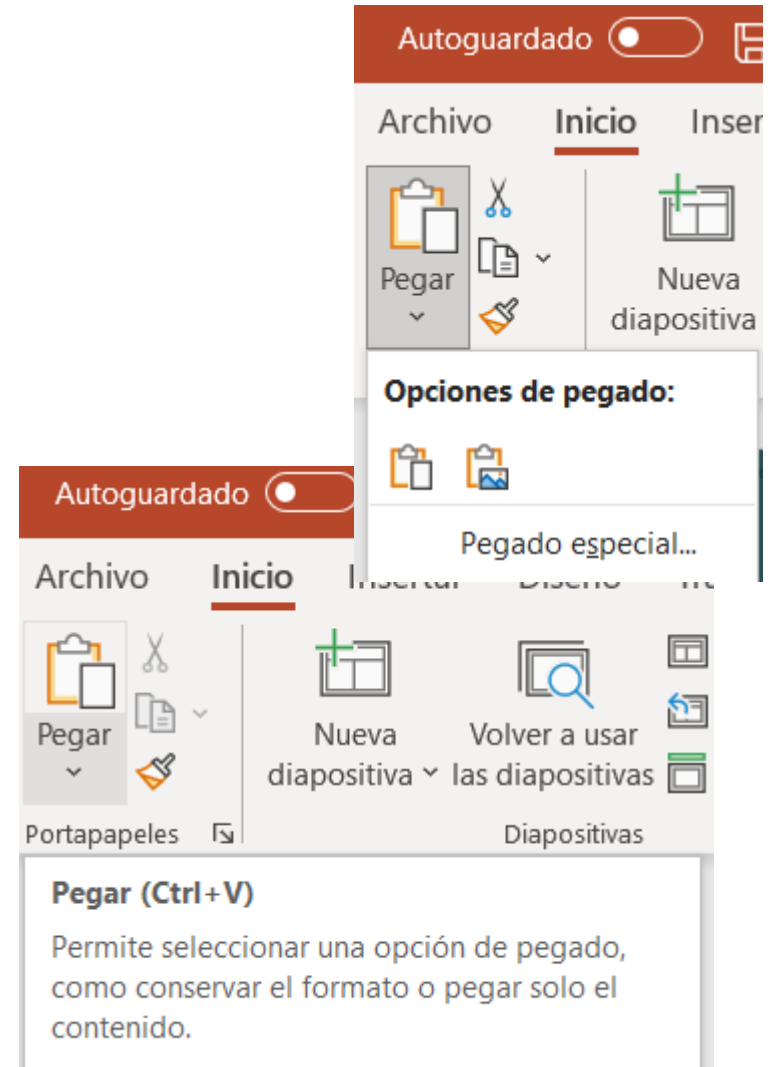 Autoguardado
Archivo Inicio Inser
Pegar
Nueva
diapositiva
Opciones de pegado:
Pegado especial...
Autoguardado
Archivo Inicio
Pegar
Nueva
diapositiva
Volver a usar
las diapositivas
Portapapeles
Diapositivas
Pegar (Ctrl+V)
Permite seleccionar una opción de pegado,
como conservar el formato o pegar solo el
contenido.